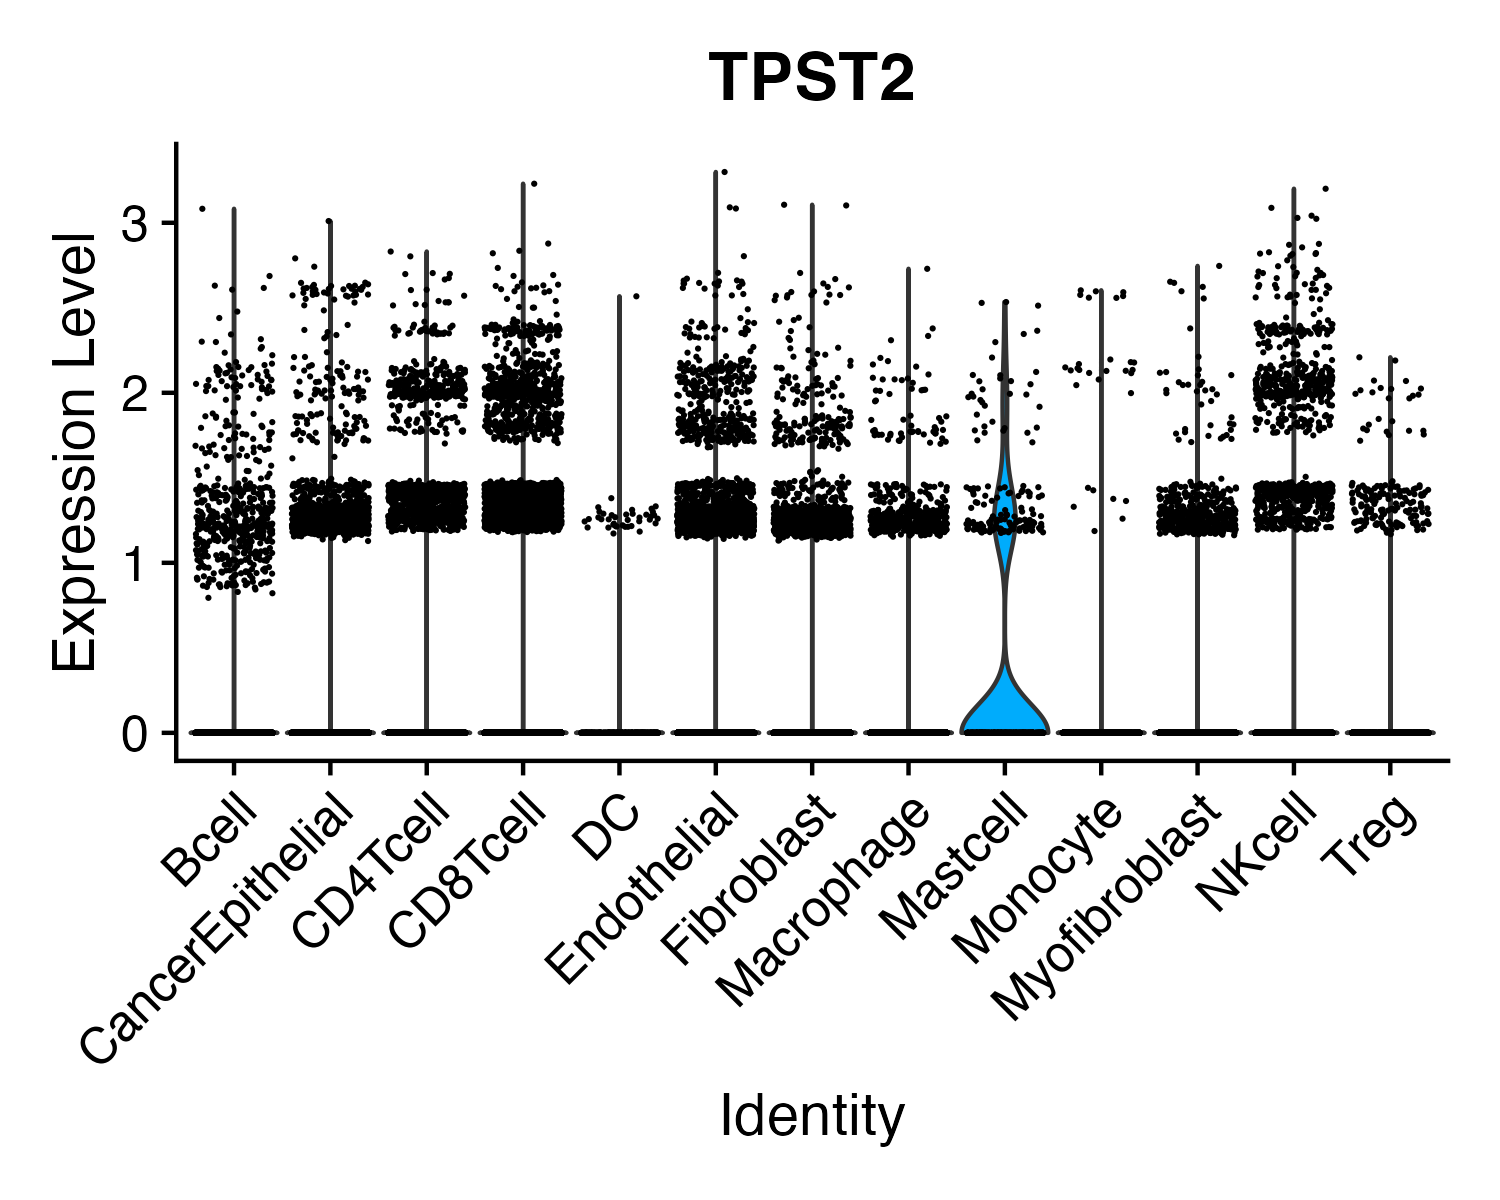 TPST2
Expression Level
3
2
1
0
Bcell
CancerEpithelial
CD4Tcell
CD8Tcell
DC
Endothelial
Fibroblast
Macrophage
Mastcell
Monocyte
Myofibroblast
NKcell
Treg
Identity